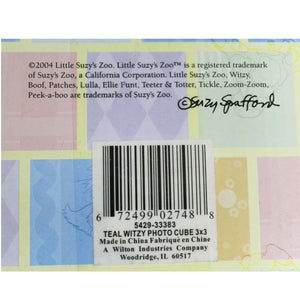 ©2004 Little Suzy's Zoo. Little Suzy's Zoo™ is a registered trademark
of Suzy's Zoo, a California Corporation. Little Suzy's Zoo, Witzy,
Boof, Patches, Lulla, Ellie Funt, Teeter & Totter, Tickle, Zoom-Zoom,
Peek-a-boo are trademarks of Suzy's Zoo.
©Suzy Spafford
6 72499 02748 8
5429-33383
TEAL WITZY PHOTO CUBE 3x3
Made in China Fabriqué en Chine
A Wilton Industries Company
Woodridge, IL 60517